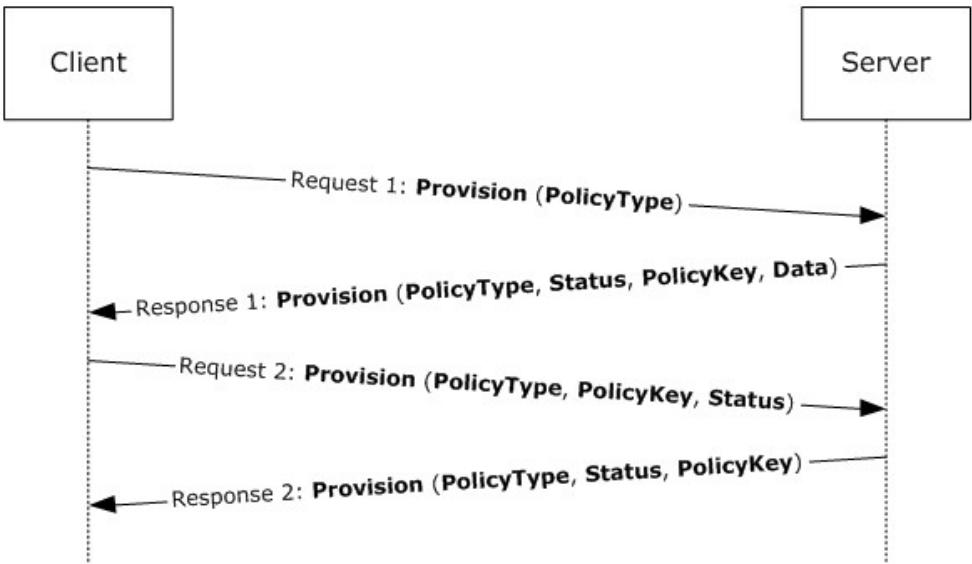 Client
Server
Request 1: Provision (PolicyType)
Response 1: Provision (PolicyType, Status, PolicyKey, Data)
Request 2: Provision (PolicyType, PolicyKey, Status)
Response 2: Provision (PolicyType, Status, PolicyKey)